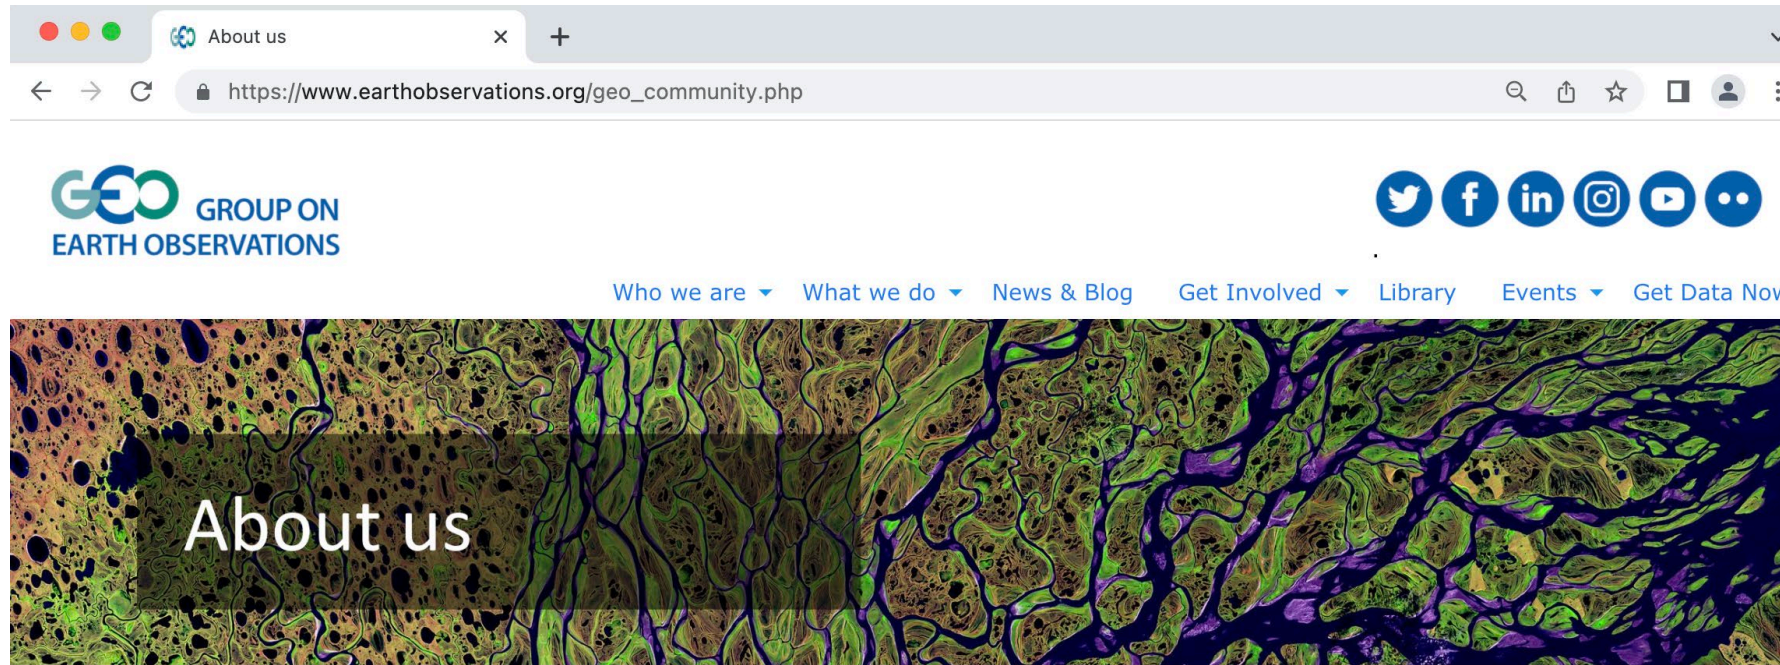 About us
https://www.earthobservations.org/geo_community.php
GEO GROUP ON
EARTH OBSERVATIONS
.
Who we are What we do News & Blog Get Involved Library Events Get Data Now
About us